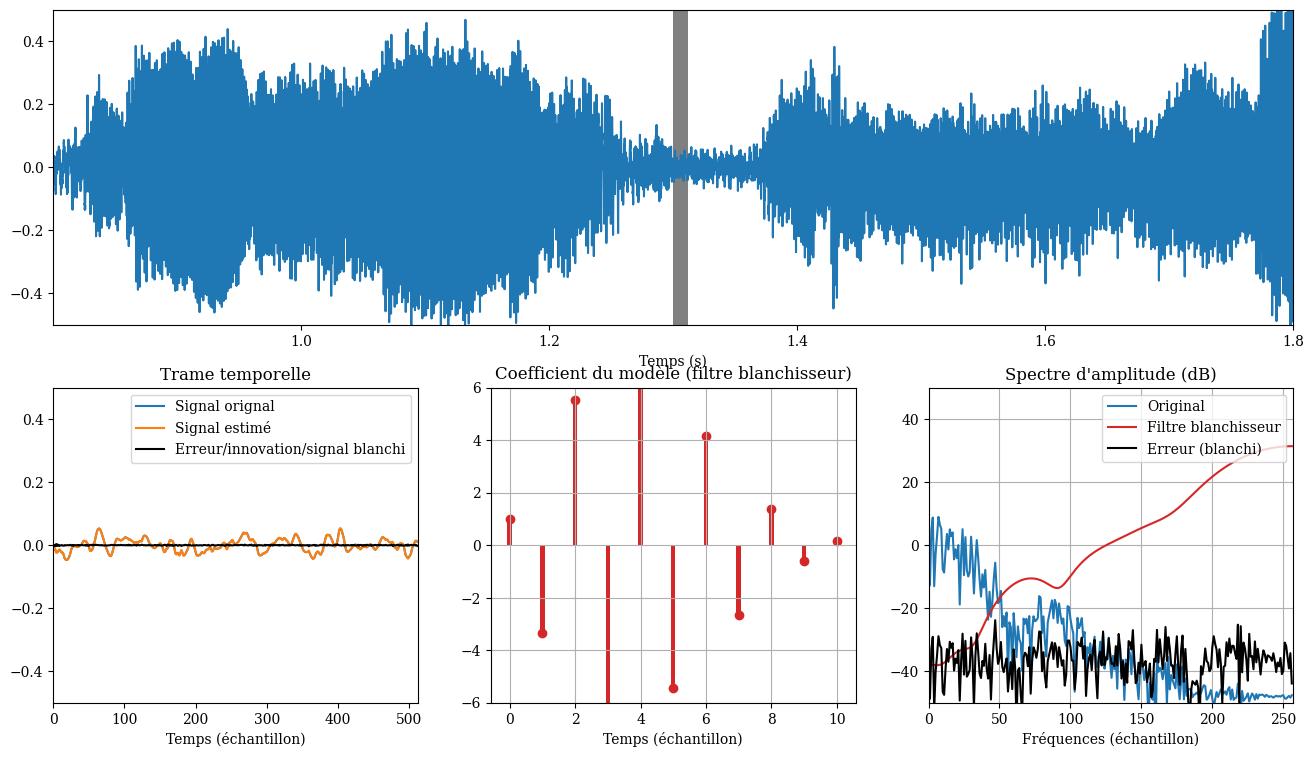 0.4
0.2
0.0
−0.2
−0.4
1.0 1.2 1.4 1.6 1.8
Temps (s)
Trame temporelle
0.4
0.2
0.0
−0.2
−0.4
Signal orignal
Signal estimé
Erreur/innovation/signal blanchi
0 100 200 300 400 500
Temps (échantillon)
Coefficient du modèle (filtre blanchisseur)
6
4
2
0
−2
−4
−6
0 2 4 6 8 10
Temps (échantillon)
Spectre d'amplitude (dB)
40
20
0
−20
−40
Original
Filtre blanchisseur
Erreur (blanchi)
0 50 100 150 200 250
Fréquences (échantillon)